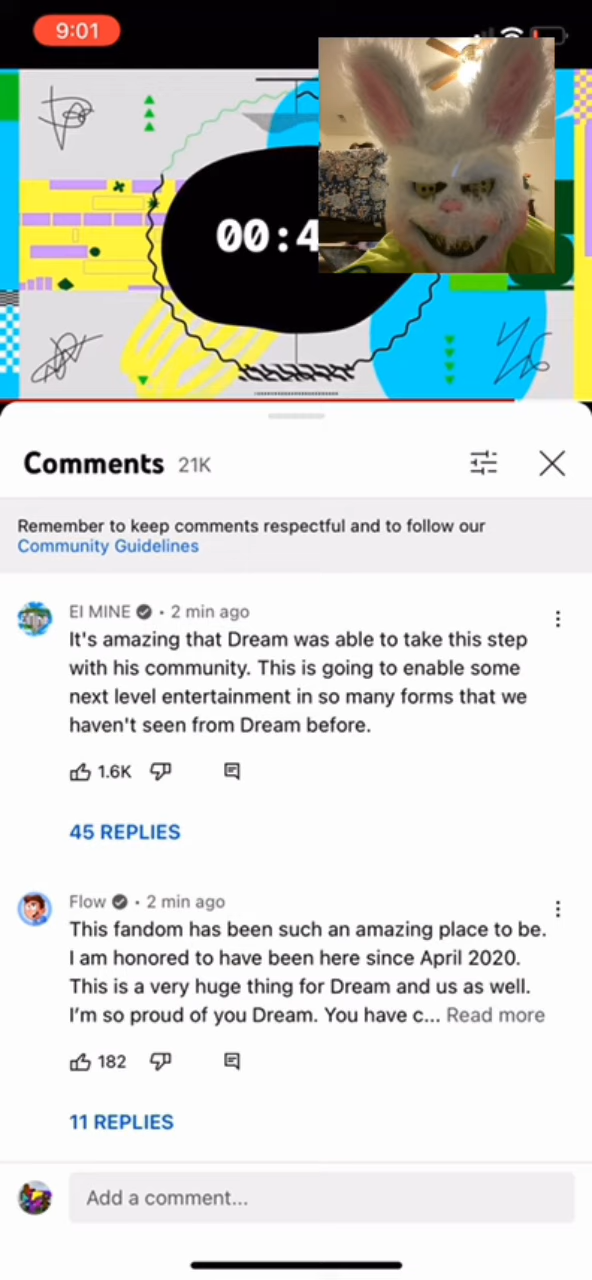 9:01
00:4
Comments 21K
Remember to keep comments respectful and to follow our
Community Guidelines
EI MINE • 2 min ago
It's amazing that Dream was able to take this step
with his community. This is going to enable some
next level entertainment in so many forms that we
haven't seen from Dream before.
1.6K
45 REPLIES
Flow • 2 min ago
This fandom has been such an amazing place to be.
I am honored to have been here since April 2020.
This is a very huge thing for Dream and us as well.
I'm so proud of you Dream. You have c... Read more
182
11 REPLIES
Add a comment...